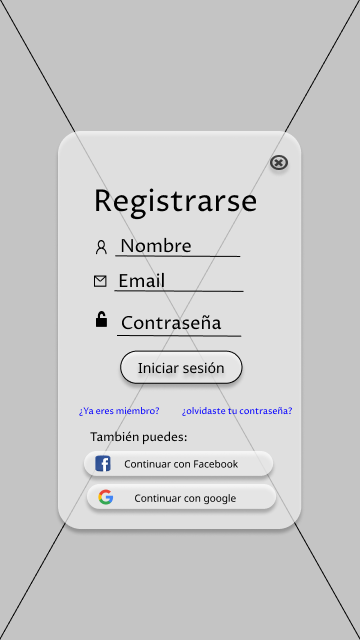 Registrarse
Nombre
Email
Contraseña
Iniciar sesión
¿Ya eres miembro? ¿olvidaste tu contraseña?
También puedes:
Continuar con Facebook
Continuar con google